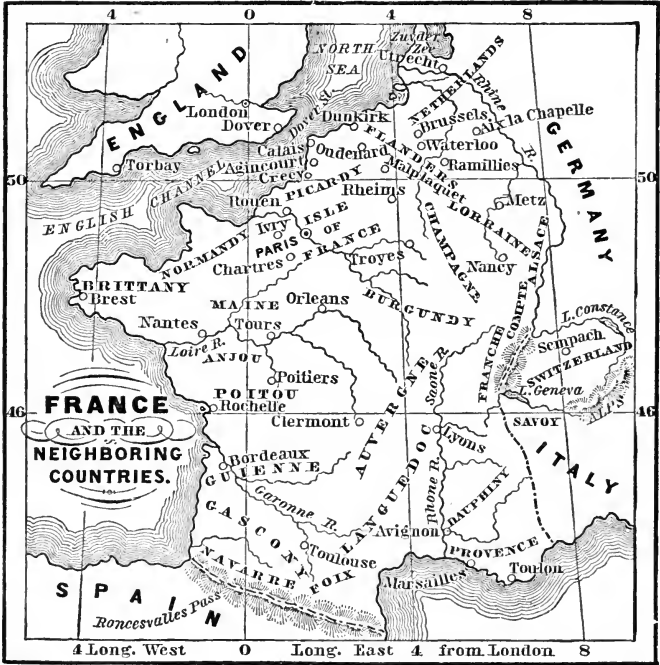 0 4 8
ENGLAND
NORTH
SEA
Zuyder
Zee
Utrecht
NETHERLANDS
Rhine
R.
GERMANY
London
Dover
Dover St.
Dunkirk
Brussels
Aix la Chapelle
Calais
Oudenard
FLANDERS
Waterloo
Torbay
Agincourt
Malplaquet
Ramillies
50
50
ENGLISH CHANNEL
Crecy
PICARDY
Rheims
Rouen
Metz
LORRAINE
NORMANDY
Ivry
ISLE
OF
FRANCE
PARIS
CHAMPAGNE
ALSACE
Chartres
Troyes
Nancy
BRITTANY
Brest
MAINE
Orleans
BURGUNDY
FRANCHE COMPTE
L. Constance
Nantes
Tours
Sempach
SWITZERLAND
Loire R.
ANJOU
Saone R.
L. Geneva
ALPS
Poitiers
POITOU
Rochelle
46
46
FRANCE
AND THE
NEIGHBORING
COUNTRIES.
Clermont
AUVERGNE
SAVOY
ITALY
Lyons
Bordeaux
GUIENNE
LANGUEDOC
Rhone R.
DAUPHINY
Garonne R.
GASCONY
Avignon
Toulouse
PROVENCE
NAVARRE
FOIX
Marsailles
Toulon
SPAIN
Roncesvalles Pass
4 Long. West 0 Long. East 4 from London 8